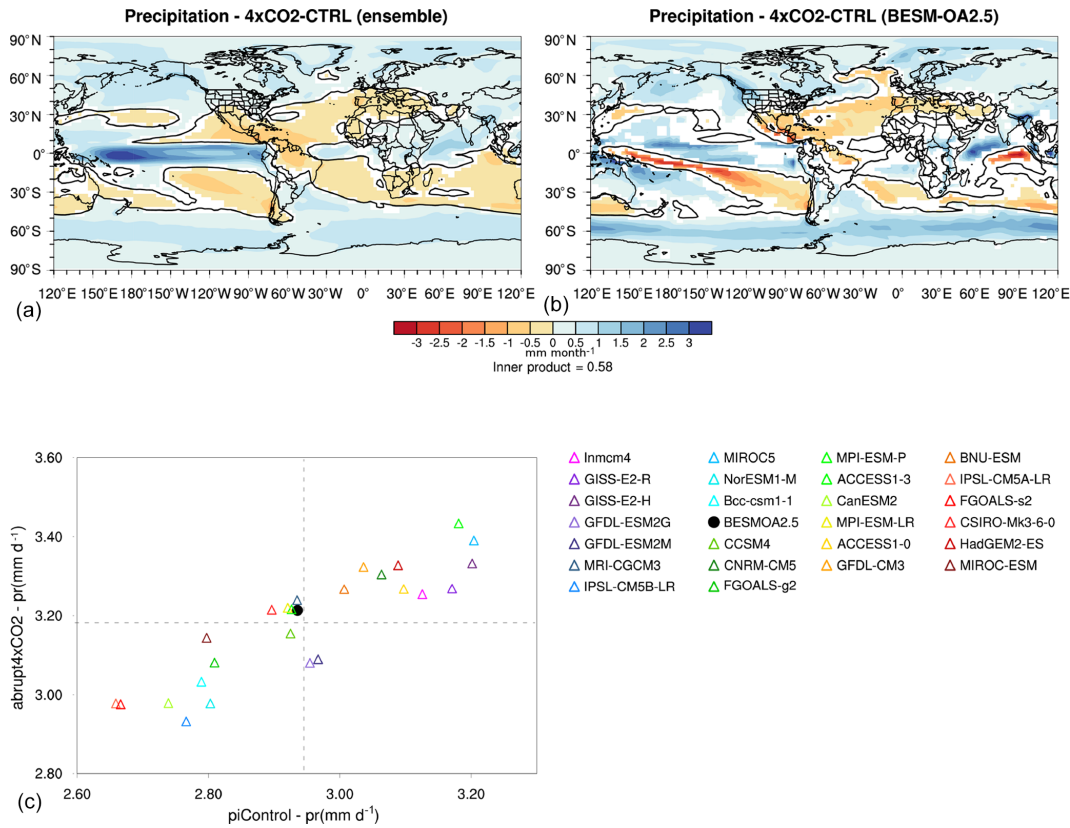 Precipitation - 4xCO2-CTRL (ensemble)
Precipitation - 4xCO2-CTRL (BESM-OA2.5)
90°N
60°N
30°N
0°
30°S
60°S
90°S
120°E 150°E 180°W 150°W 120°W 90°W 60°W 30°W 0° 30°E 60°E 90°E 120°E
(a)
90°N
60°N
30°N
0°
30°S
60°S
90°S
120°E 150°E 180°W 150°W 120°W 90°W 60°W 30°W 0° 30°E 60°E 90°E 120°E
(b)
-3 -2.5 -2 -1.5 -1 -0.5 0 0.5 1 1.5 2 2.5 3
mm month-1
Inner product = 0.58
abrupt4xCO2 - pr(mm d-1)
3.60
3.40
3.20
3.00
2.80
2.60 2.80 3.00 3.20
piControl - pr(mm d-1)
(c)
Inmcm4 MIROC5 MPI-ESM-P BNU-ESM
GISS-E2-R NorESM1-M ACCESS1-3 IPSL-CM5A-LR
GISS-E2-H Bcc-csm1-1 CanESM2 FGOALS-s2
GFDL-ESM2G BESMOA2.5 MPI-ESM-LR CSIRO-Mk3-6-0
GFDL-ESM2M CCSM4 ACCESS1-0 HadGEM2-ES
MRI-CGCM3 CNRM-CM5 GFDL-CM3 MIROC-ESM
IPSL-CM5B-LR FGOALS-g2